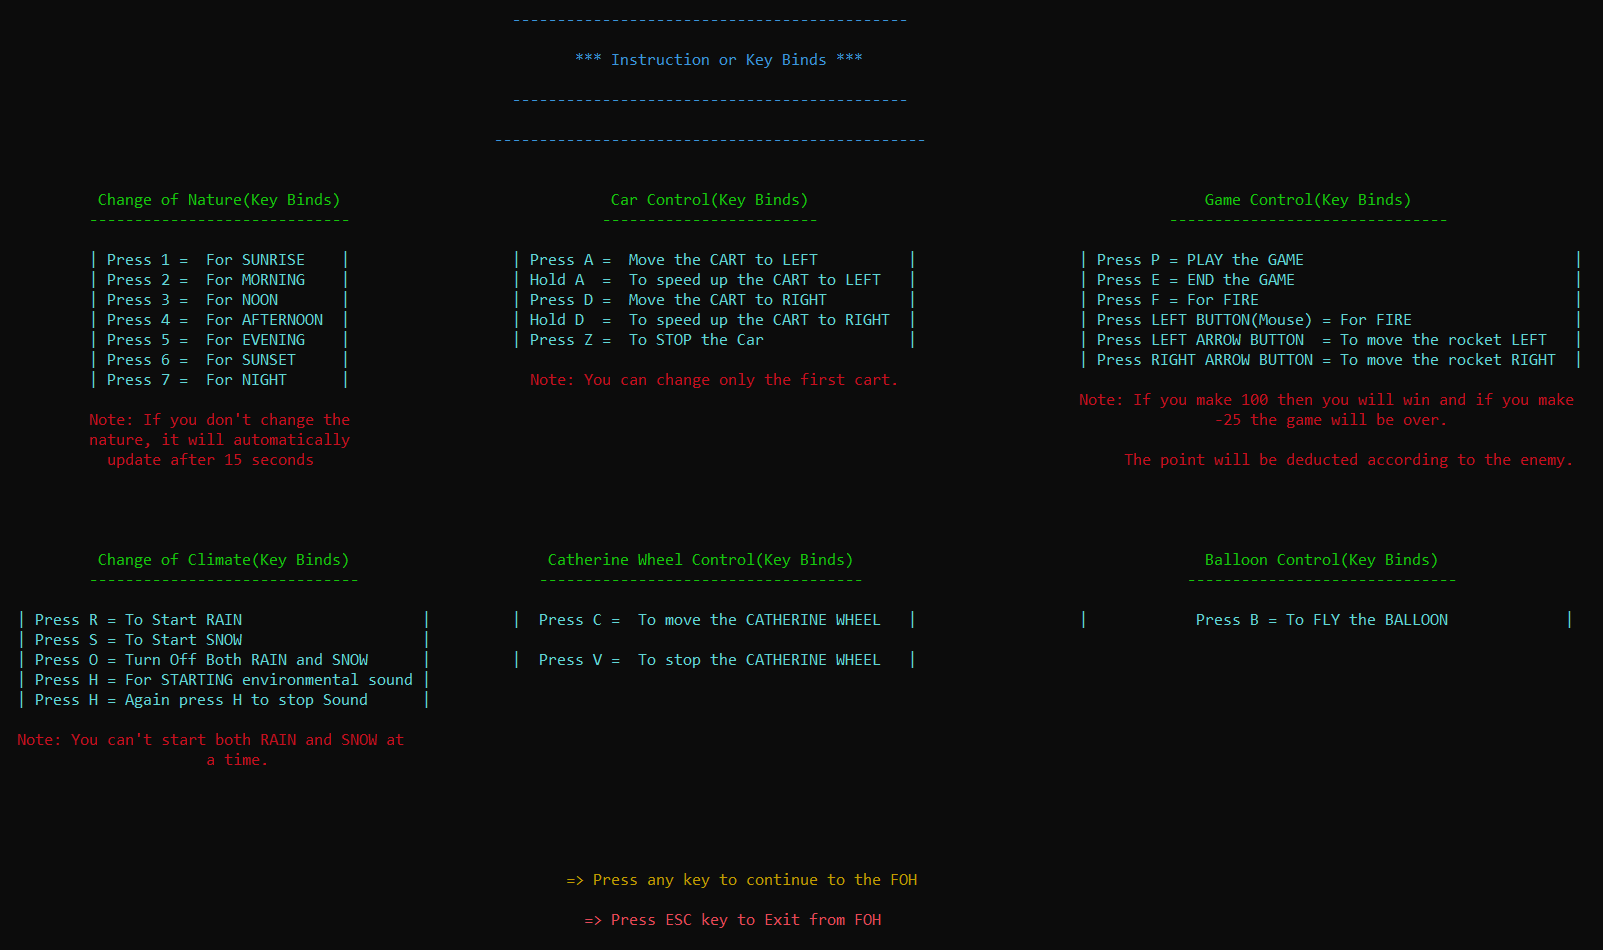 --------------------------------------------
*** Instruction or Key Binds ***
--------------------------------------------
------------------------------------------------
Change of Nature(Key Binds)
-----------------------------
| Press 1 =  For SUNRISE    |
| Press 2 =  For MORNING    |
| Press 3 =  For NOON       |
| Press 4 =  For AFTERNOON  |
| Press 5 =  For EVENING    |
| Press 6 =  For SUNSET     |
| Press 7 =  For NIGHT      |
Note: If you don't change the
nature, it will automatically
update after 15 seconds
Car Control(Key Binds)
------------------------
| Press A =  Move the CART to LEFT          |
| Hold A  =  To speed up the CART to LEFT   |
| Press D =  Move the CART to RIGHT         |
| Hold D  =  To speed up the CART to RIGHT  |
| Press Z =  To STOP the Car                |
Note: You can change only the first cart.
Game Control(Key Binds)
-------------------------------
| Press P = PLAY the GAME                              |
| Press E = END the GAME                               |
| Press F = For FIRE                                   |
| Press LEFT BUTTON(Mouse) = For FIRE                  |
| Press LEFT ARROW BUTTON  = To move the rocket LEFT   |
| Press RIGHT ARROW BUTTON = To move the rocket RIGHT  |
Note: If you make 100 then you will win and if you make
-25 the game will be over.
The point will be deducted according to the enemy.
Change of Climate(Key Binds)
------------------------------
| Press R = To Start RAIN                    |
| Press S = To Start SNOW                    |
| Press O = Turn Off Both RAIN and SNOW      |
| Press H = For STARTING environmental sound |
| Press H = Again press H to stop Sound      |
Note: You can't start both RAIN and SNOW at
a time.
Catherine Wheel Control(Key Binds)
------------------------------------
|  Press C =  To move the CATHERINE WHEEL   |
|  Press V =  To stop the CATHERINE WHEEL   |
Balloon Control(Key Binds)
------------------------------
|            Press B = To FLY the BALLOON             |
=> Press any key to continue to the FOH
=> Press ESC key to Exit from FOH